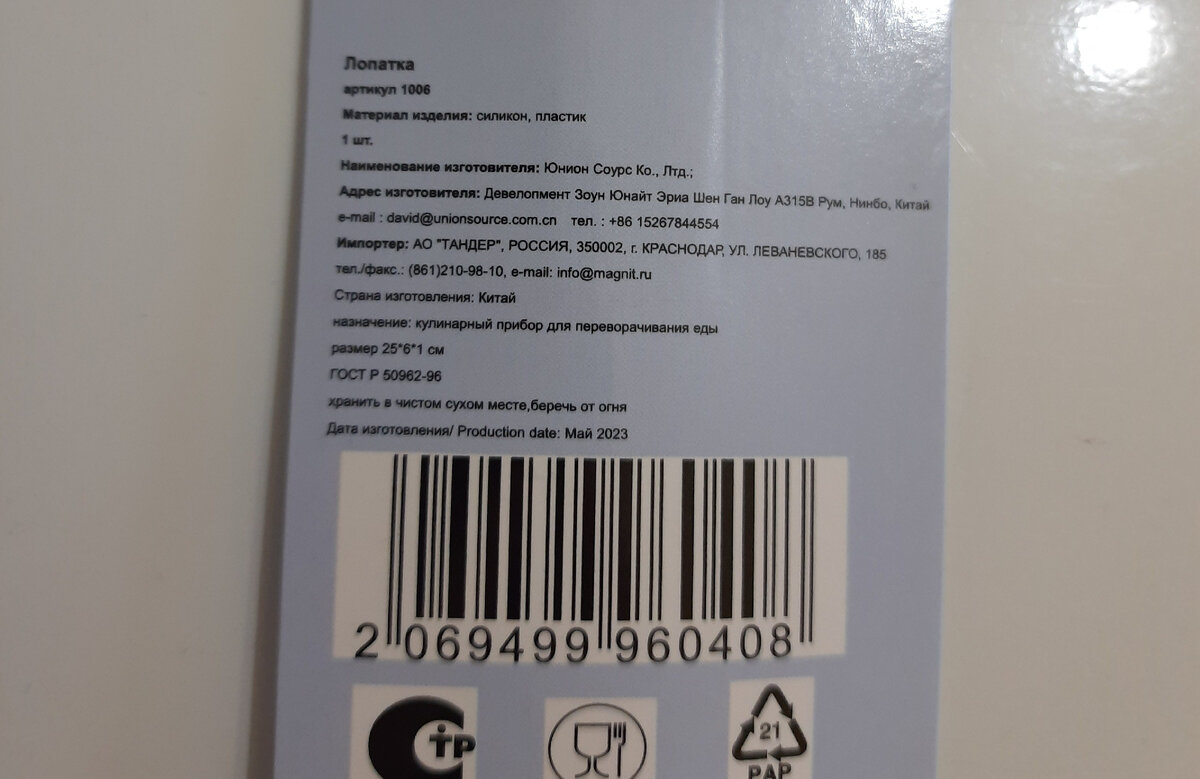 Лопатка
артикул 1006
Материал изделия: силикон, пластик
1 шт.
Наименование изготовителя: Юнион Соурс Ко., Лтд.;
Адрес изготовителя: Девелопмент Зоун Юнайт Эриа Шен Ган Лоу А315В Рум, Нинбо, Китай
e-mail : david@unionsource.com.cn тел. : +86 15267844554
Импортер: АО "ТАНДЕР", РОССИЯ, 350002, г. КРАСНОДАР, УЛ. ЛЕВАНЕВСКОГО, 185
тел./факс.: (861)210-98-10, e-mail: info@magnit.ru
Страна изготовления: Китай
назначение: кулинарный прибор для переворачивания еды
размер 25*6*1 см
ГОСТ Р 50962-96
хранить в чистом сухом месте,беречь от огня
Дата изготовления/ Production date: Май 2023
2 069499 960408
ТР
21
PAP